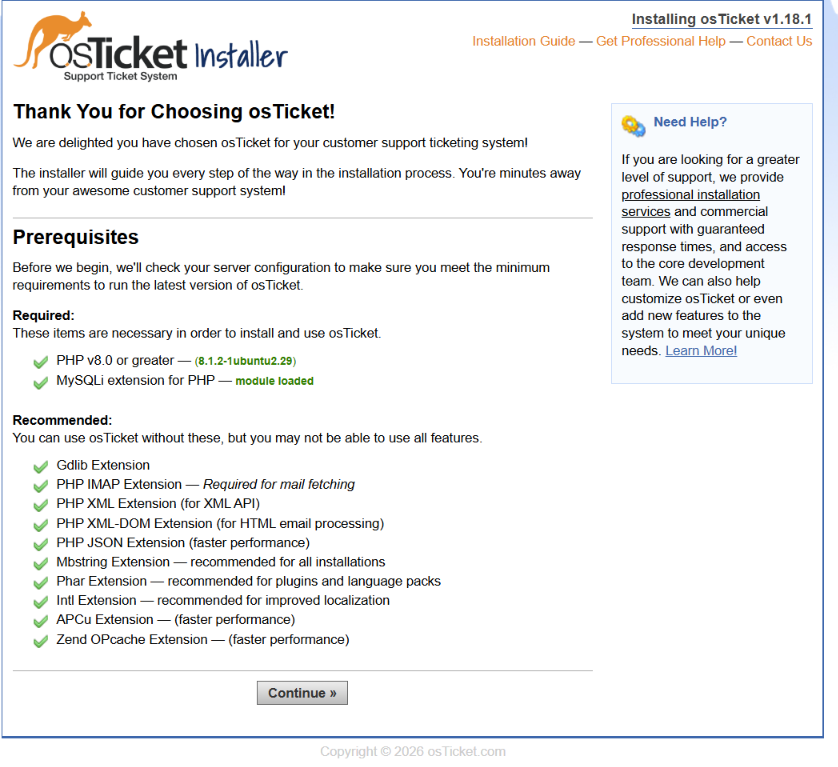 Installing osTicket v1.18.1
Installation Guide — Get Professional Help — Contact Us
osTicket Installer
Support Ticket System
Thank You for Choosing osTicket!
We are delighted you have chosen osTicket for your customer support ticketing system!
The installer will guide you every step of the way in the installation process. You're minutes away
from your awesome customer support system!
Prerequisites
Before we begin, we'll check your server configuration to make sure you meet the minimum
requirements to run the latest version of osTicket.
Required:
These items are necessary in order to install and use osTicket.
PHP v8.0 or greater — (8.1.2-1ubuntu2.29)
MySQLi extension for PHP — module loaded
Recommended:
You can use osTicket without these, but you may not be able to use all features.
Gdlib Extension
PHP IMAP Extension — Required for mail fetching
PHP XML Extension (for XML API)
PHP XML-DOM Extension (for HTML email processing)
PHP JSON Extension (faster performance)
Mbstring Extension — recommended for all installations
Phar Extension — recommended for plugins and language packs
Intl Extension — recommended for improved localization
APCu Extension — (faster performance)
Zend OPcache Extension — (faster performance)
Continue »
Need Help?
If you are looking for a greater
level of support, we provide
professional installation
services and commercial
support with guaranteed
response times, and access
to the core development
team. We can also help
customize osTicket or even
add new features to the
system to meet your unique
needs. Learn More!
Copyright © 2026 osTicket.com